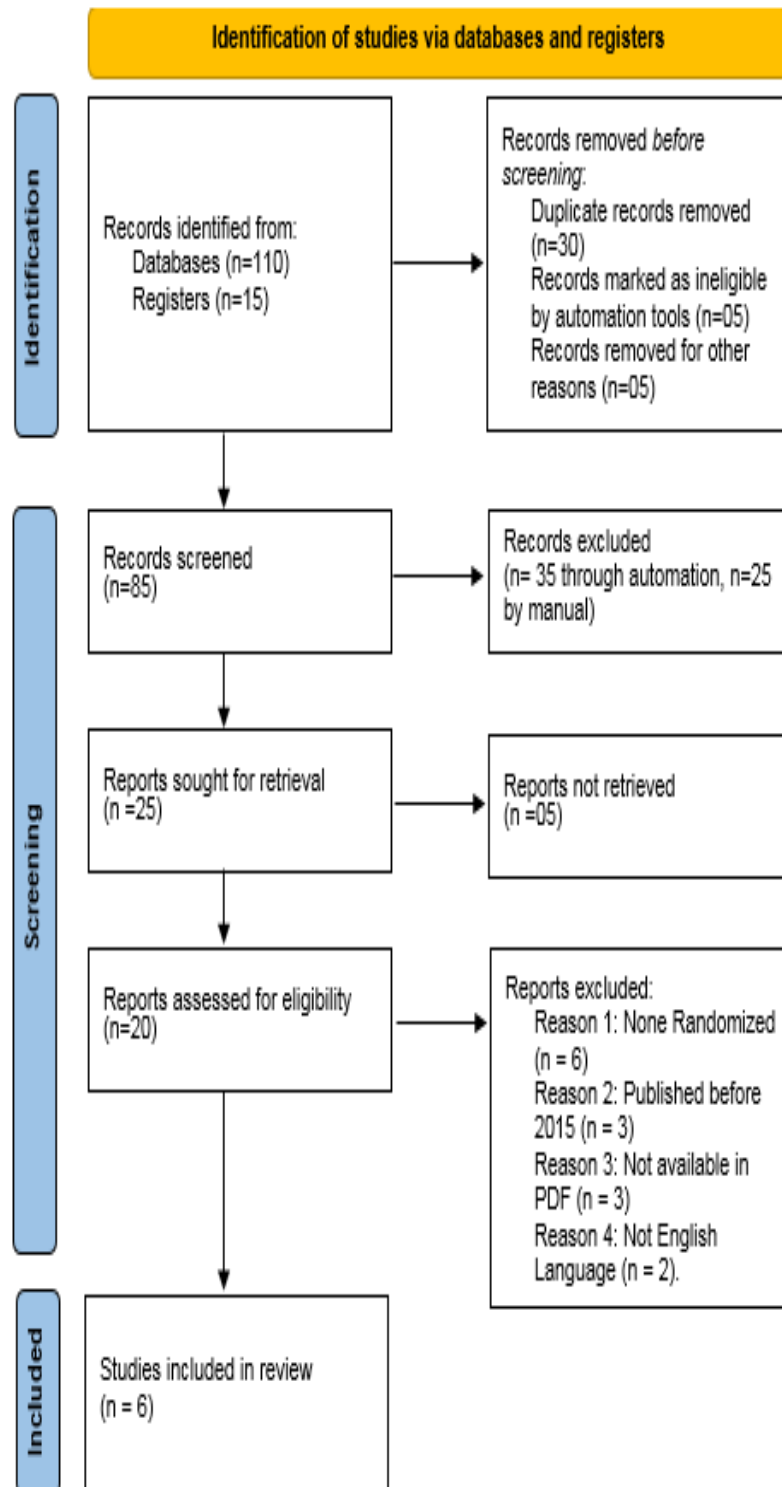 Identification of studies via databases and registers
Identification
Records identified from:
Databases (n=110)
Registers (n=15)
Records removed before
screening:
Duplicate records removed
(n=30)
Records marked as ineligible
by automation tools (n=05)
Records removed for other
reasons (n=05)
Screening
Records screened
(n=85)
Records excluded
(n= 35 through automation, n=25
by manual)
Reports sought for retrieval
(n =25)
Reports not retrieved
(n =05)
Reports assessed for eligibility
(n=20)
Reports excluded:
Reason 1: None Randomized
(n = 6)
Reason 2: Published before
2015 (n = 3)
Reason 3: Not available in
PDF (n = 3)
Reason 4: Not English
Language (n = 2).
Included
Studies included in review
(n = 6)